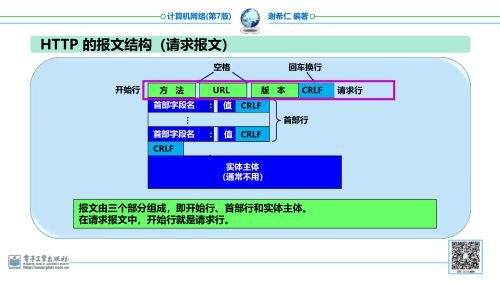 计算机网络(第7版) 谢希仁 编著
HTTP 的报文结构（请求报文）
空格 回车换行
开始行 方 法 URL 版 本 CRLF 请求行
首部字段名 : 值 CRLF
⋮ 首部行
首部字段名 : 值 CRLF
CRLF
实体主体
（通常不用）
报文由三个部分组成，即开始行、首部行和实体主体。
在请求报文中，开始行就是请求行。
电子工业出版社
http://www.phei.com.cn